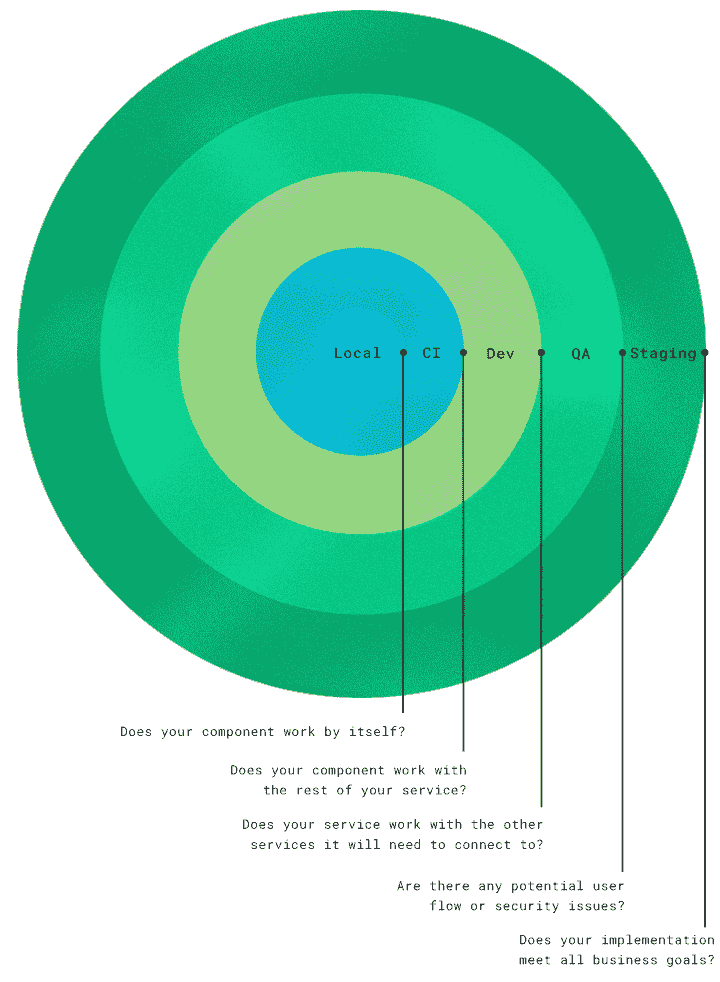 Local CI Dev QA Staging
Does your component work by itself?
Does your component work with
the rest of your service?
Does your service work with the other
services it will need to connect to?
Are there any potential user
flow or security issues?
Does your implementation
meet all business goals?